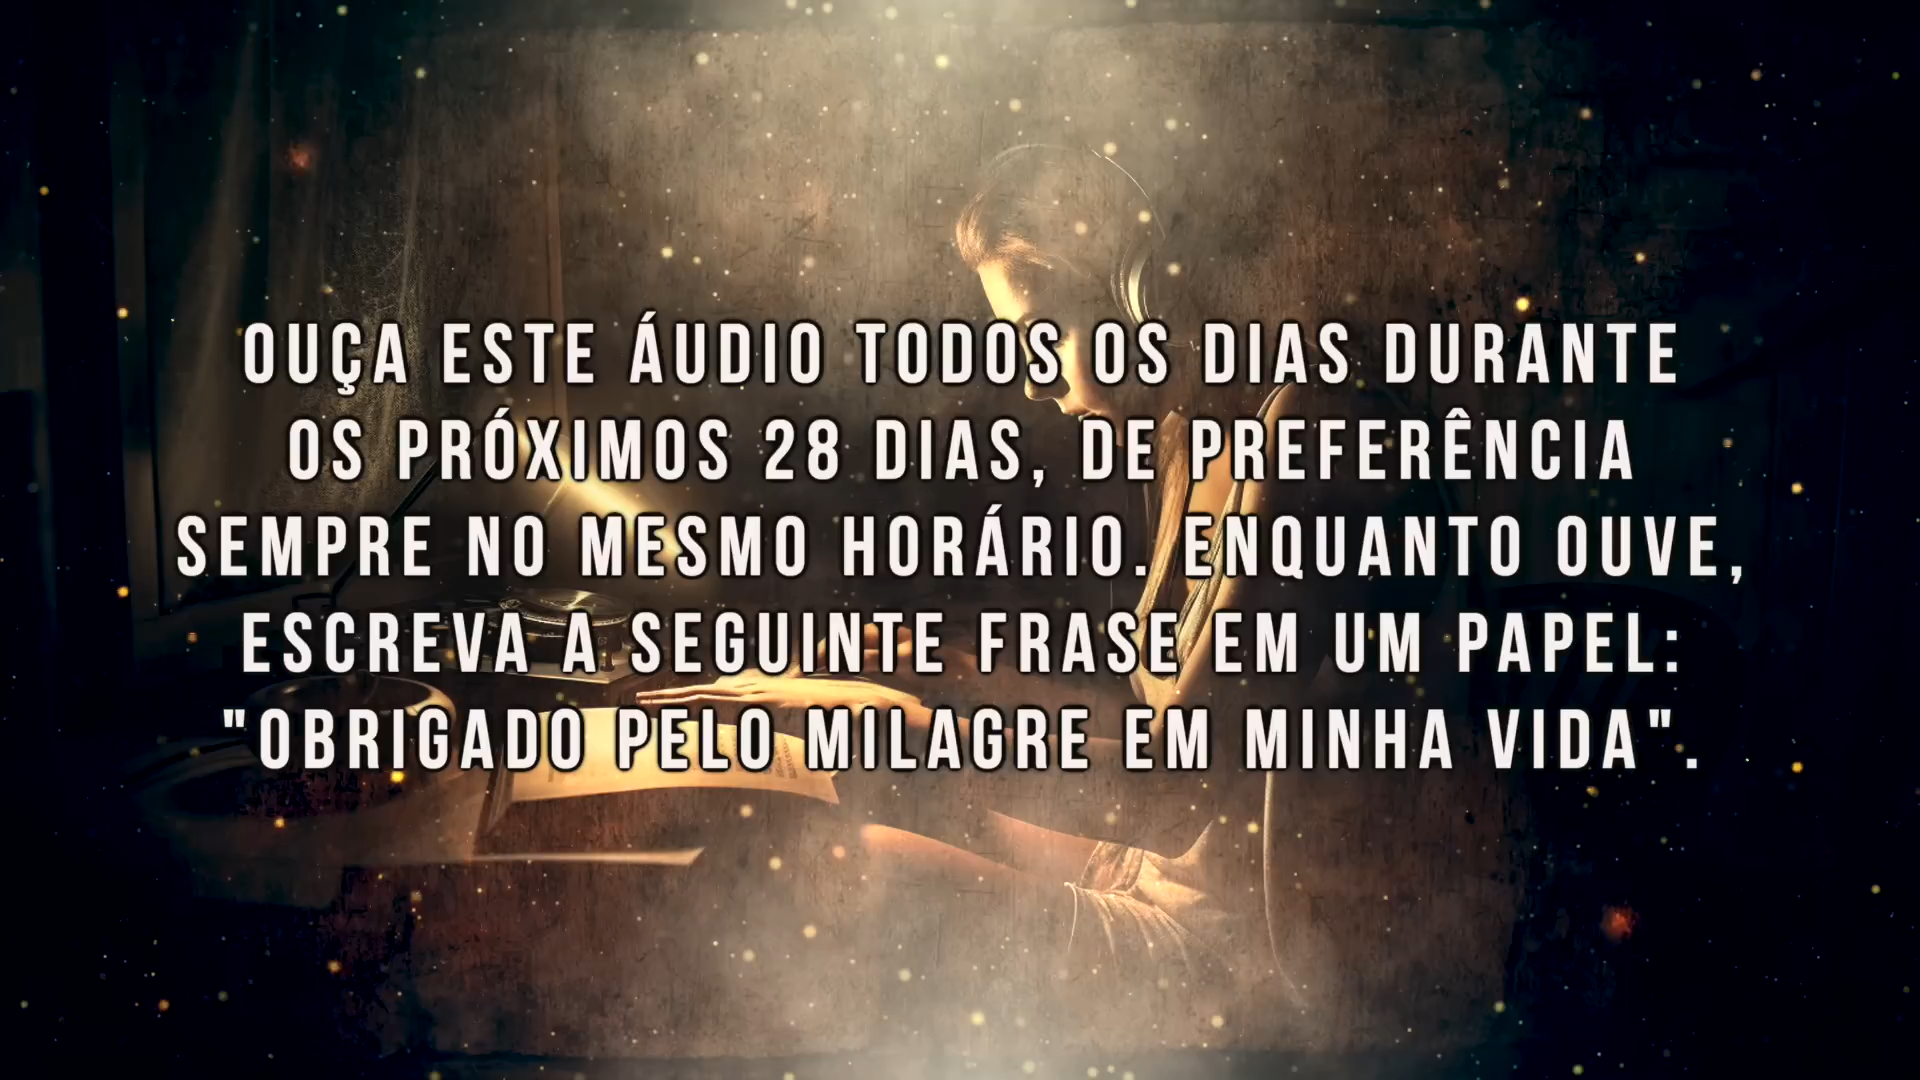 OUÇA ESTE ÁUDIO TODOS OS DIAS DURANTE
OS PRÓXIMOS 28 DIAS, DE PREFERÊNCIA
SEMPRE NO MESMO HORÁRIO. ENQUANTO OUVE,
ESCREVA A SEGUINTE FRASE EM UM PAPEL:
"OBRIGADO PELO MILAGRE EM MINHA VIDA".